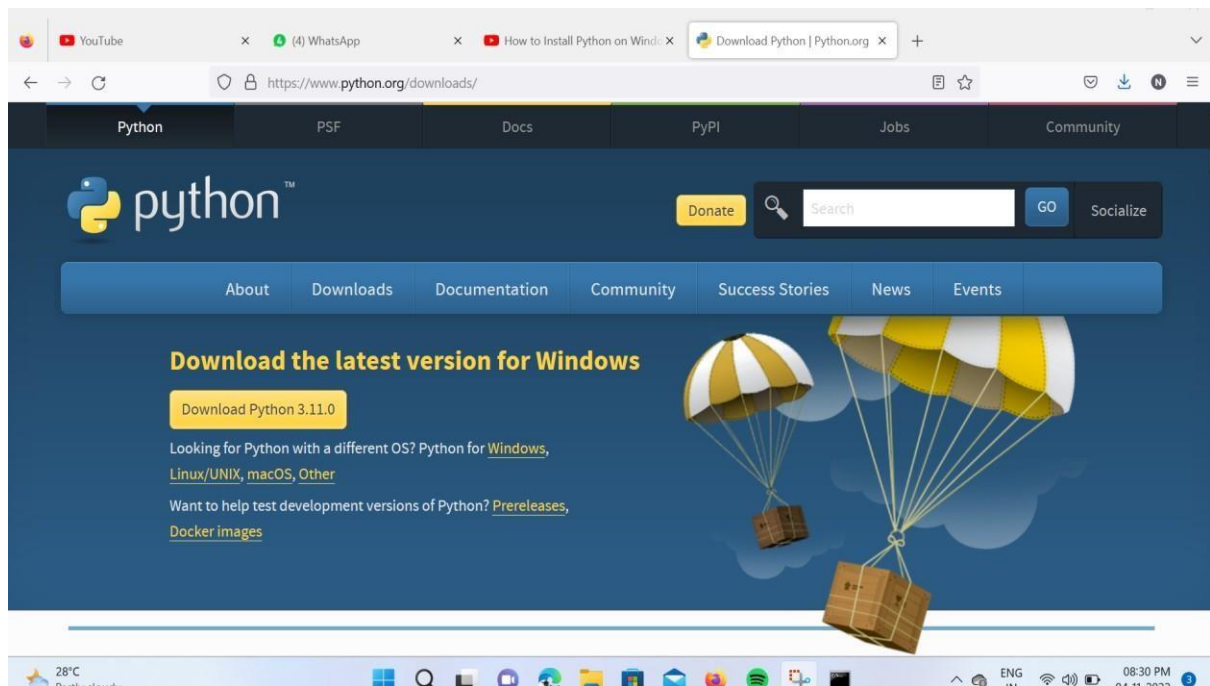 YouTube
(4) WhatsApp
How to Install Python on Windo
Download Python | Python.org
https://www.python.org/downloads/
N
Python PSF Docs PyPI Jobs Community
python™
Donate Search GO Socialize
About Downloads Documentation Community Success Stories News Events
Download the latest version for Windows
Download Python 3.11.0
Looking for Python with a different OS? Python for Windows,
Linux/UNIX, macOS, Other
Want to help test development versions of Python? Prereleases,
Docker images
28°C
ENG
08:30 PM
3